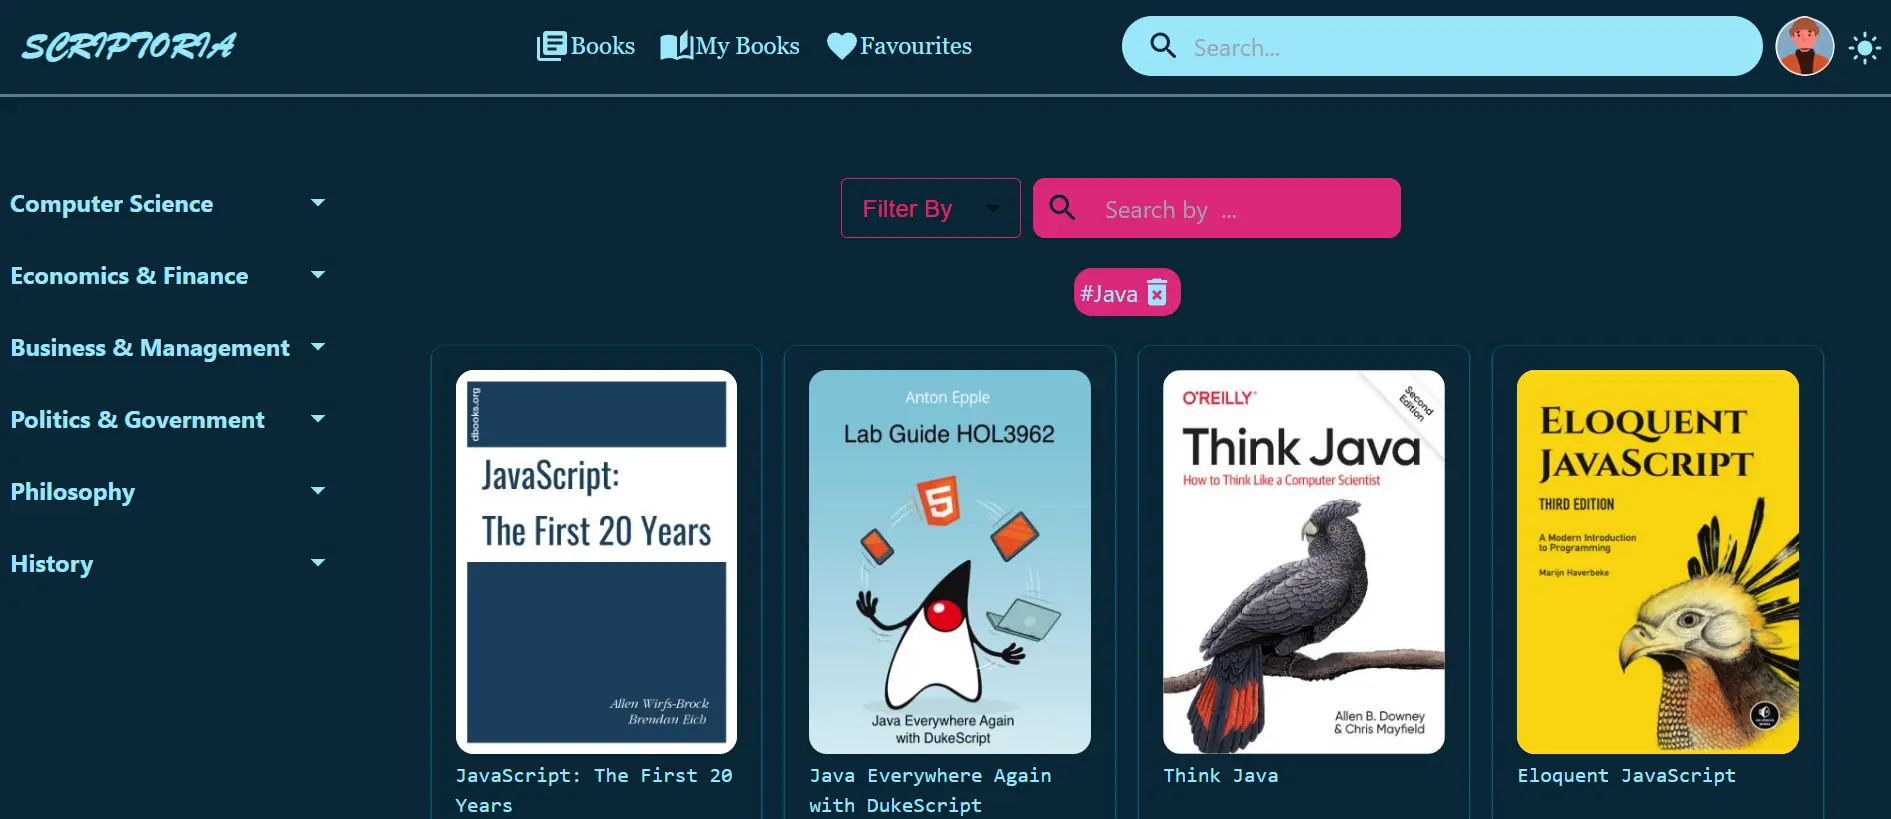 SCRIPTORIA
Books
My Books
Favourites
Search...
Computer Science
Economics & Finance
Business & Management
Politics & Government
Philosophy
History
Filter By
Search by ...
#Java
dbooks.org
JavaScript:
The First 20 Years
Allen Wirfs-Brock
Brendan Eich
JavaScript: The First 20
Years
Anton Epple
Lab Guide HOL3962
5
Java Everywhere Again
with DukeScript
Java Everywhere Again
with DukeScript
O'REILLY®
Second
Edition
Think Java
How to Think Like a Computer Scientist
Allen B. Downey
& Chris Mayfield
Think Java
ELOQUENT
JAVASCRIPT
THIRD EDITION
A Modern Introduction
to Programming
Marijn Haverbeke
Eloquent JavaScript